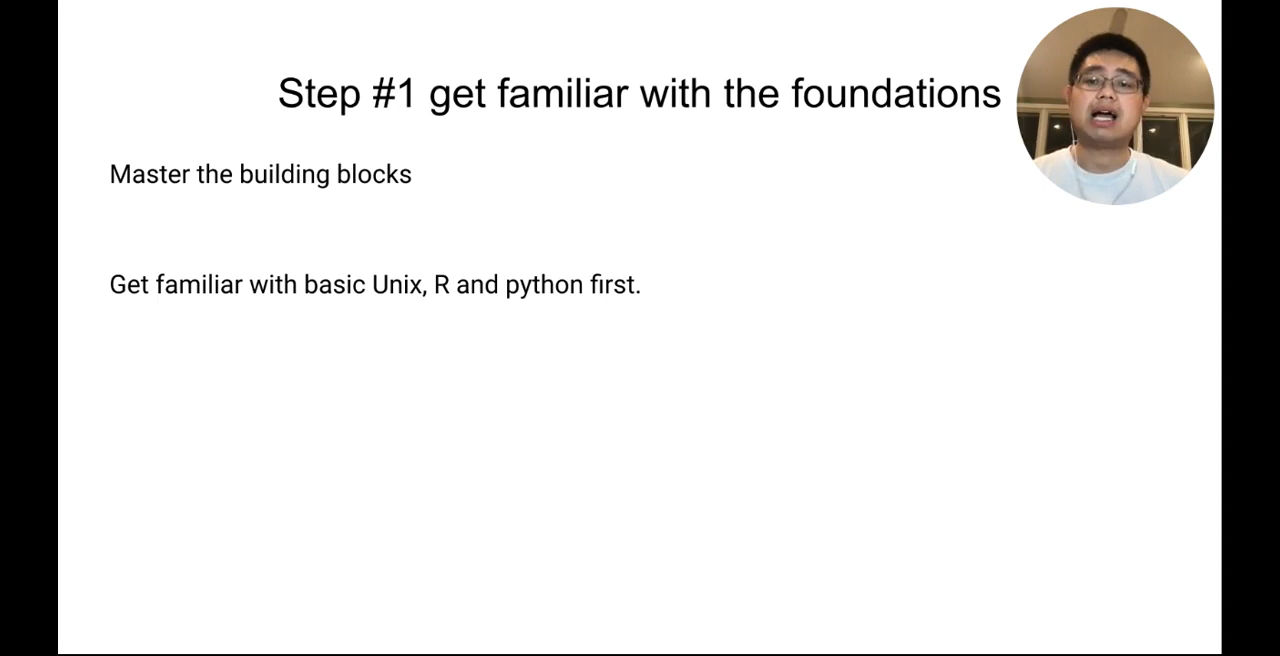 Step #1 get familiar with the foundations
Master the building blocks
Get familiar with basic Unix, R and python first.